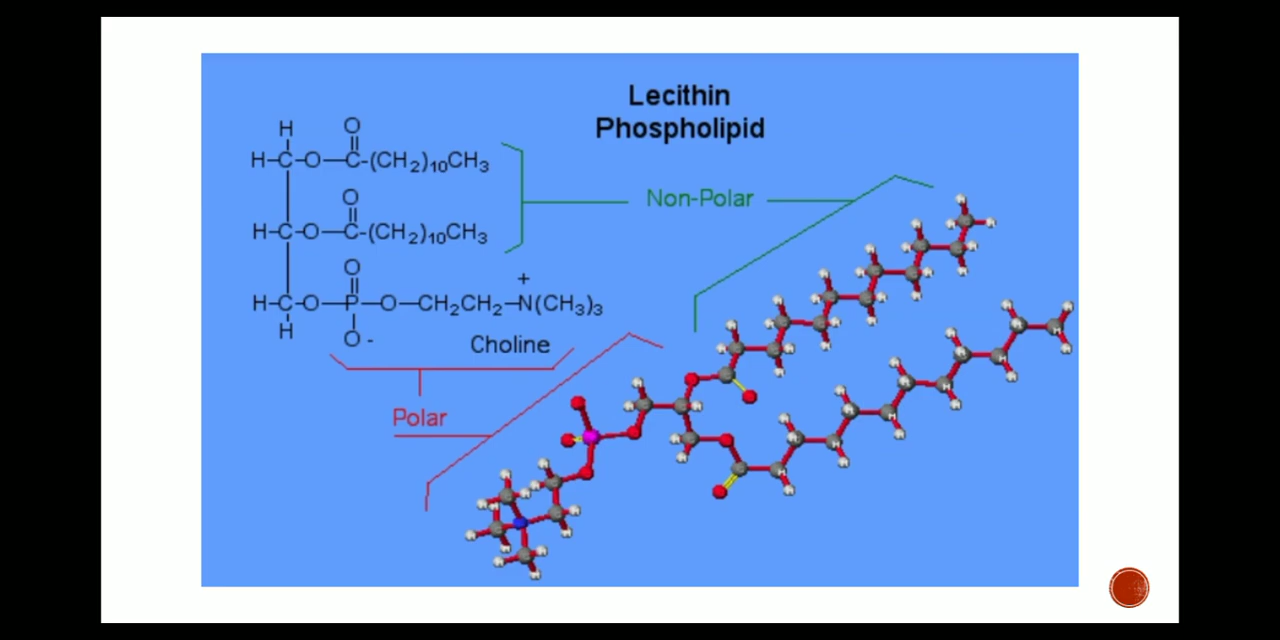 Lecithin
Phospholipid
H O
H-C-O-C-(CH2)10CH3
O
H-C-O-C-(CH2)10CH3
O +
H-C-O-P-O-CH2CH2-N(CH3)3
H O -
Choline
Non-Polar
Polar